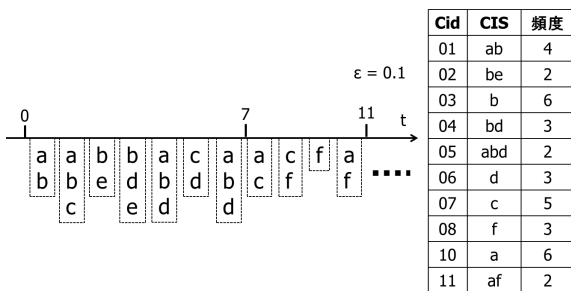 ε = 0.1
0 7 11 t
a a b b a c a a c f a
b b e d b d b c f f
c e d d
Cid CIS 頻度
01 ab 4
02 be 2
03 b 6
04 bd 3
05 abd 2
06 d 3
07 c 5
08 f 3
10 a 6
11 af 2